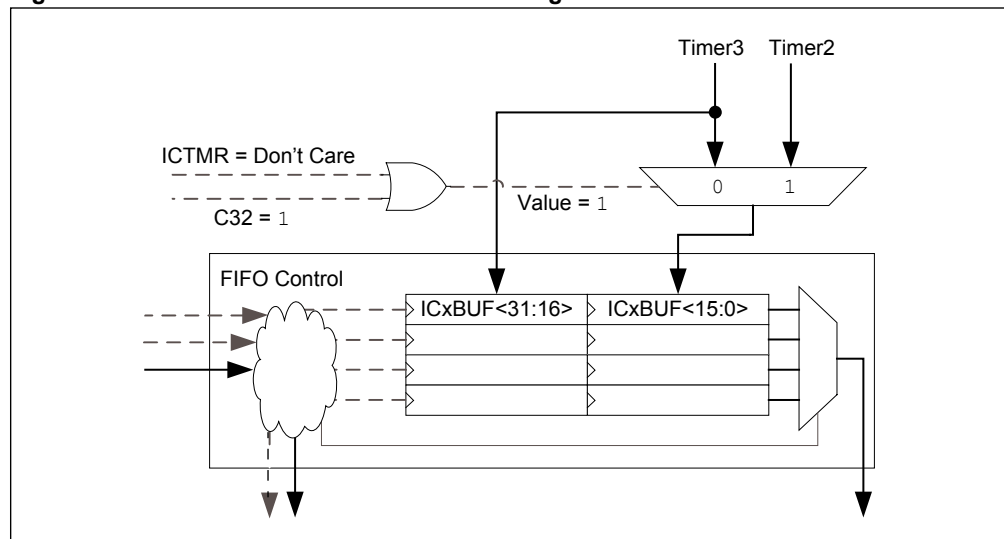 Timer3 Timer2
ICTMR = Don't Care
0 1
Value = 1
C32 = 1
FIFO Control
ICxBUF<31:16> ICxBUF<15:0>